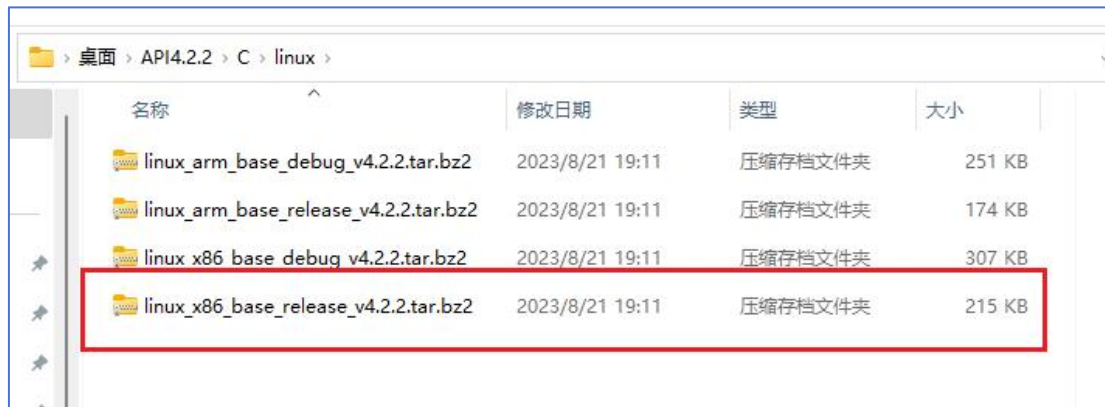 桌面 › API4.2.2 › C › linux ›
名称 修改日期 类型 大小
linux_arm_base_debug_v4.2.2.tar.bz2 2023/8/21 19:11 压缩存档文件夹 251 KB
linux_arm_base_release_v4.2.2.tar.bz2 2023/8/21 19:11 压缩存档文件夹 174 KB
linux_x86_base_debug_v4.2.2.tar.bz2 2023/8/21 19:11 压缩存档文件夹 307 KB
linux_x86_base_release_v4.2.2.tar.bz2 2023/8/21 19:11 压缩存档文件夹 215 KB